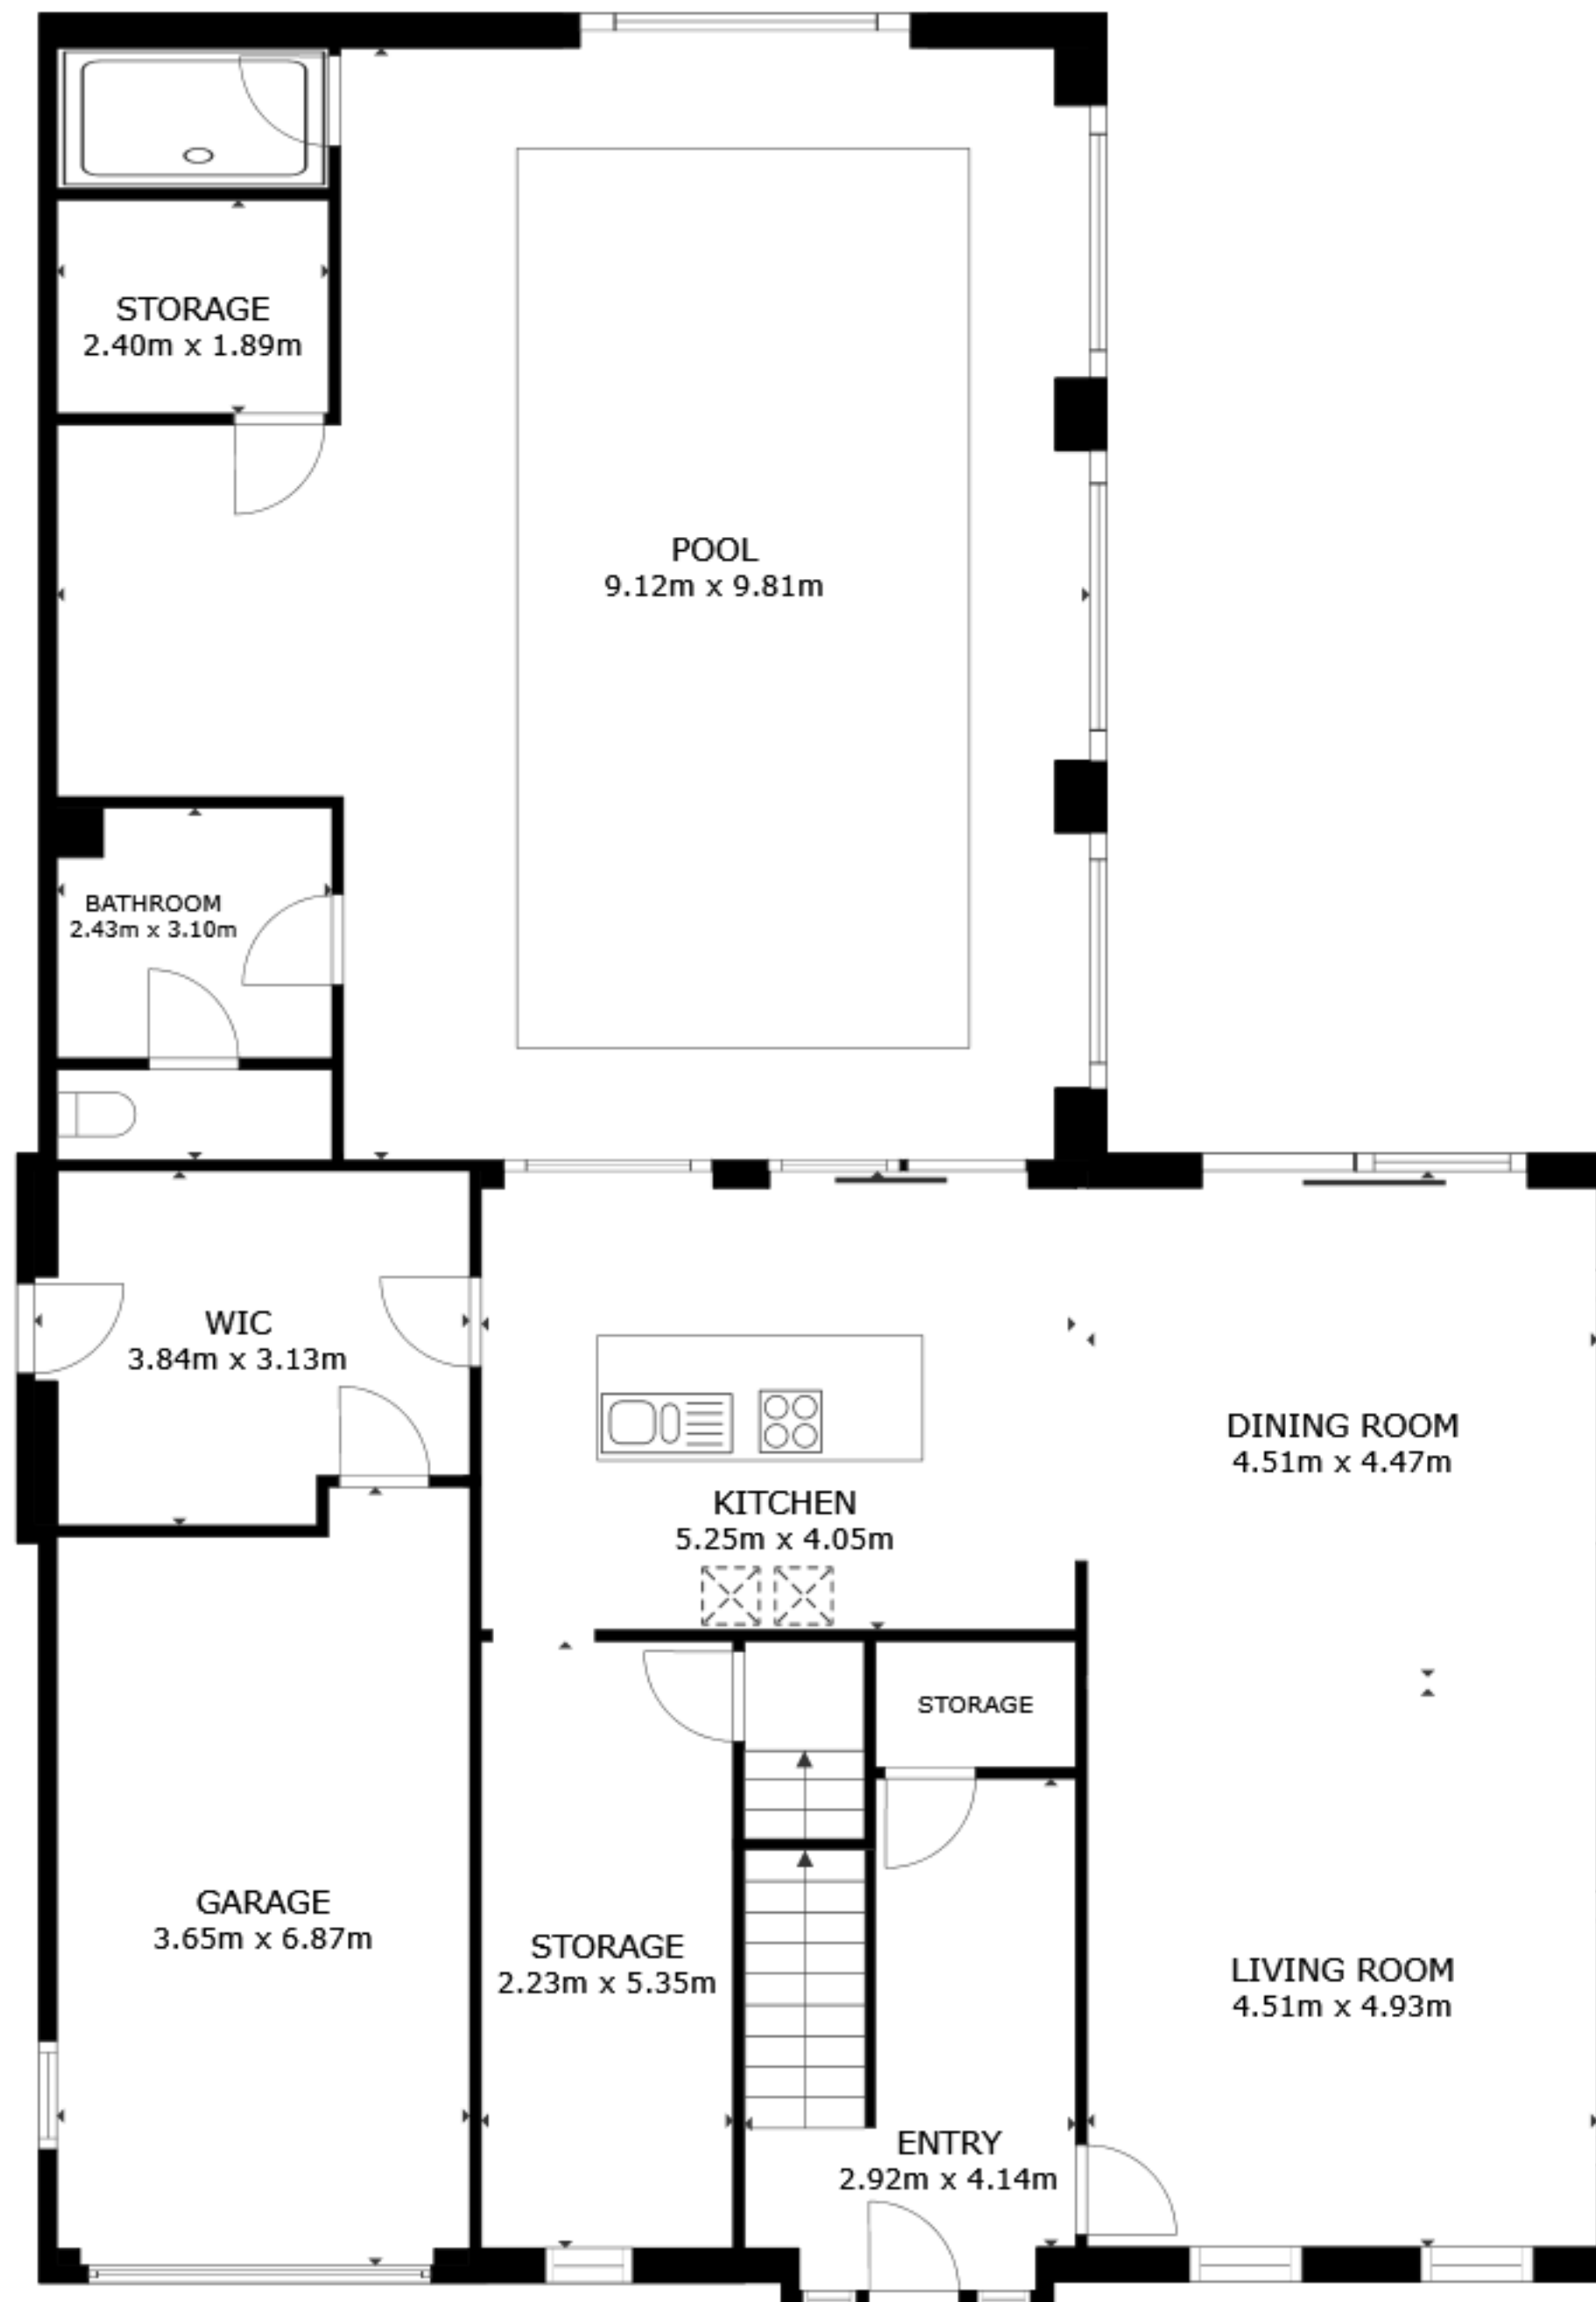 STORAGE
2.40m x 1.89m
POOL
9.12m x 9.81m
BATHROOM
2.43m x 3.10m
WIC
3.84m x 3.13m
DINING ROOM
4.51m x 4.47m
KITCHEN
5.25m x 4.05m
STORAGE
GARAGE
3.65m x 6.87m
STORAGE
2.23m x 5.35m
LIVING ROOM
4.51m x 4.93m
ENTRY
2.92m x 4.14m